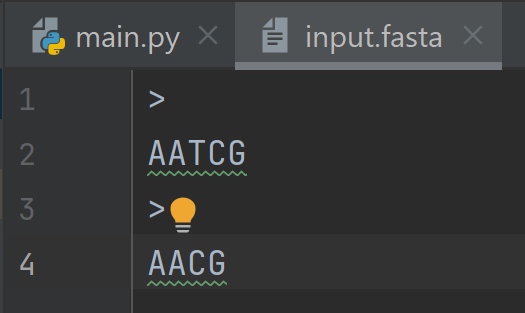 main.py input.fasta
1 >
2 AATCG
3 >
4 AACG